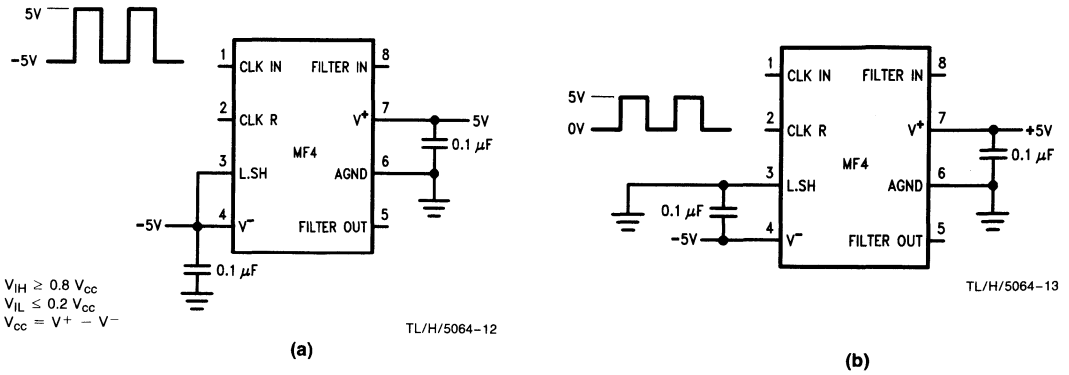 5V
-5V
1 CLK IN FILTER IN 8
2 CLK R V+ 7 5V
0.1 μF
MF4
3 L.SH AGND 6
-5V 4 V- FILTER OUT 5
0.1 μF
VIH ≥ 0.8 VCC
VIL ≤ 0.2 VCC
VCC = V+ − V−
TL/H/5064-12
(a)
5V
0V
1 CLK IN FILTER IN 8
2 CLK R V+ 7 +5V
0.1 μF
MF4
3 L.SH AGND 6
0.1 μF
-5V 4 V- FILTER OUT 5
TL/H/5064-13
(b)